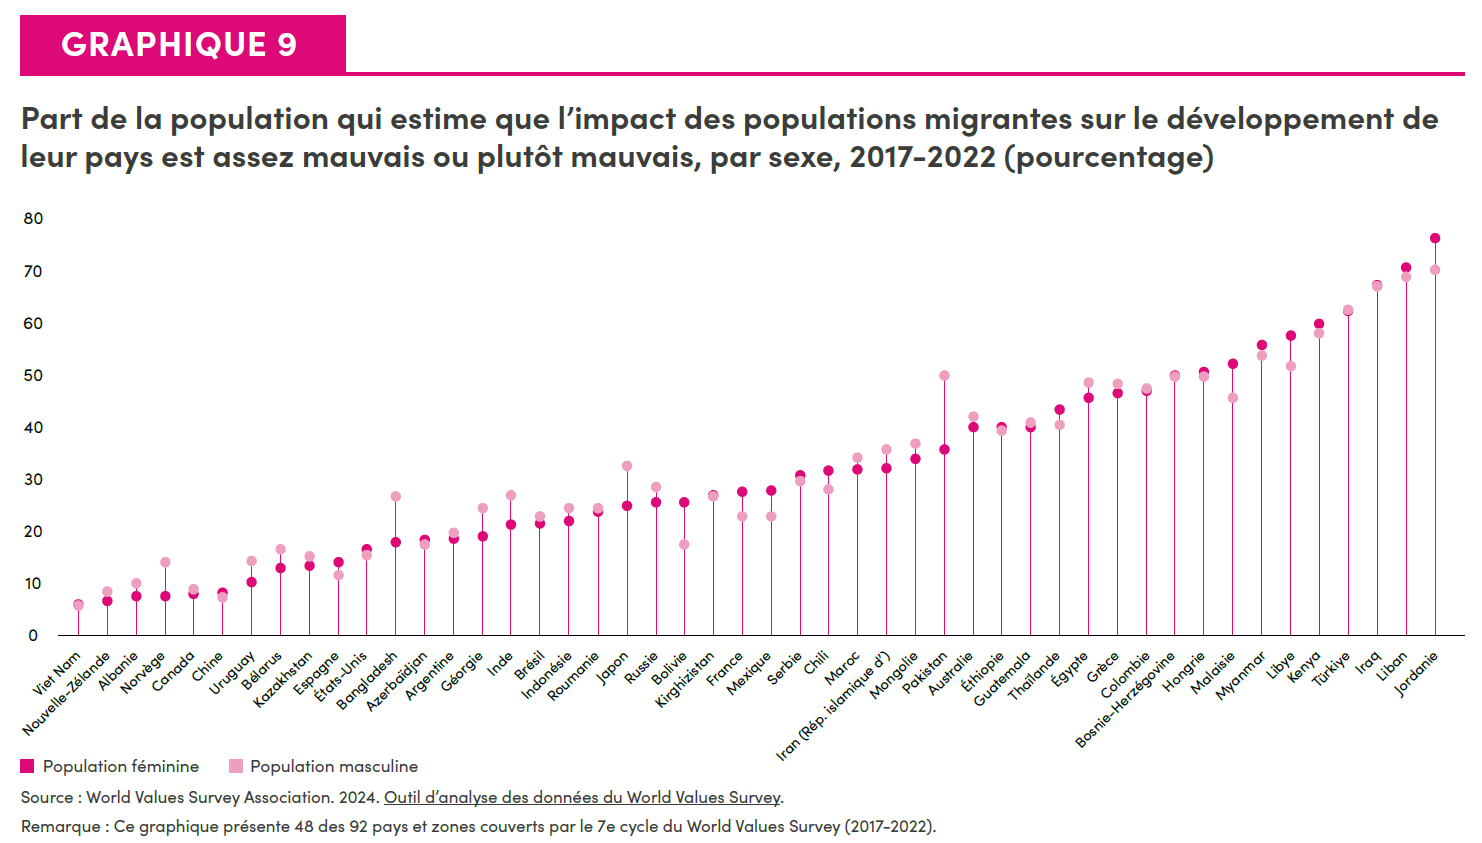 GRAPHIQUE 9
Part de la population qui estime que l’impact des populations migrantes sur le développement de
leur pays est assez mauvais ou plutôt mauvais, par sexe, 2017-2022 (pourcentage)
80
70
60
50
40
30
20
10
0
Viet Nam
Nouvelle-Zélande
Albanie
Norvège
Canada
Chine
Uruguay
Bélarus
Kazakhstan
Espagne
États-Unis
Bangladesh
Azerbaïdjan
Argentine
Géorgie
Inde
Brésil
Indonésie
Roumanie
Japon
Russie
Bolivie
Kirghizistan
France
Mexique
Serbie
Chili
Maroc
Iran (Rép. islamique d’)
Mongolie
Pakistan
Australie
Éthiopie
Guatemala
Thaïlande
Égypte
Grèce
Colombie
Bosnie-Herzégovine
Hongrie
Malaisie
Myanmar
Libye
Kenya
Türkiye
Iraq
Liban
Jordanie
Population féminine
Population masculine
Source : World Values Survey Association. 2024. Outil d’analyse des données du World Values Survey.
Remarque : Ce graphique présente 48 des 92 pays et zones couverts par le 7e cycle du World Values Survey (2017-2022).